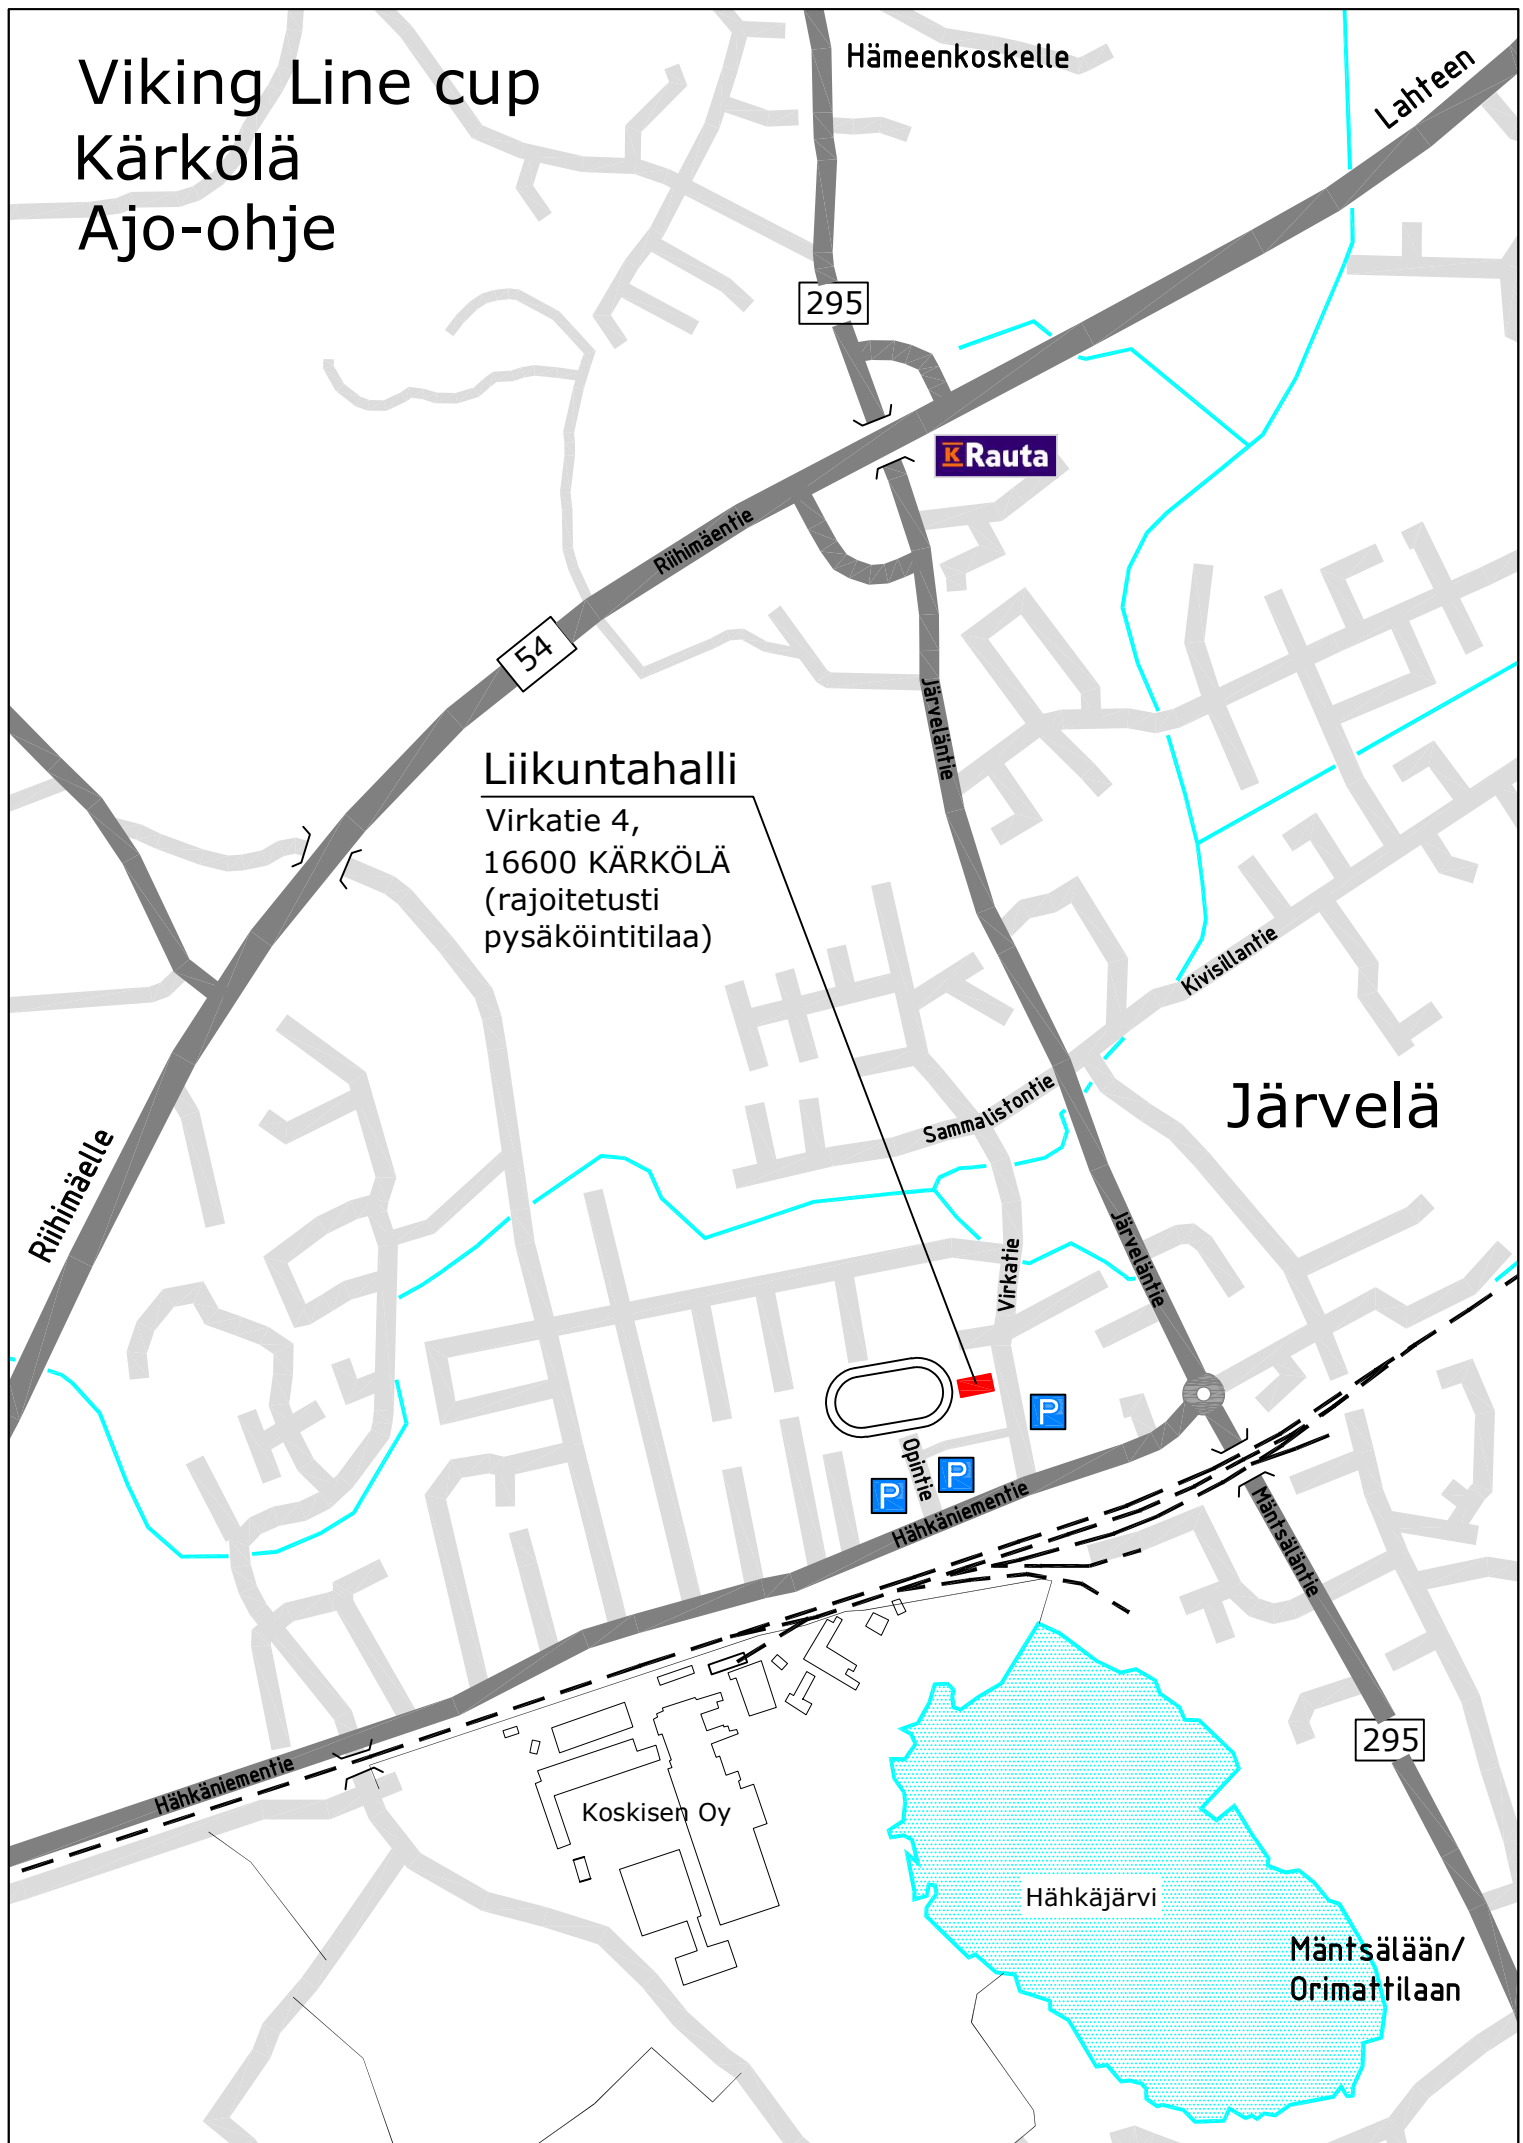 Viking Line cup
Kärkölä
Ajo-ohje
Hämeenkoskelle
Lahteen
295
K Rauta
Riihimäentie
54
Järveläntie
Liikuntahalli
Virkatie 4,
16600 KÄRKÖLÄ
(rajoitetusti
pysäköintitilaa)
Kivisillantie
Sammalistontie
Järvelä
Riihimäelle
Virkatie
Järveläntie
P
Opintie
P
P
Hähkäniementie
Mäntsäläntie
295
Hähkäniementie
Koskisen Oy
Hähkäjärvi
Mäntsälään/
Orimattilaan